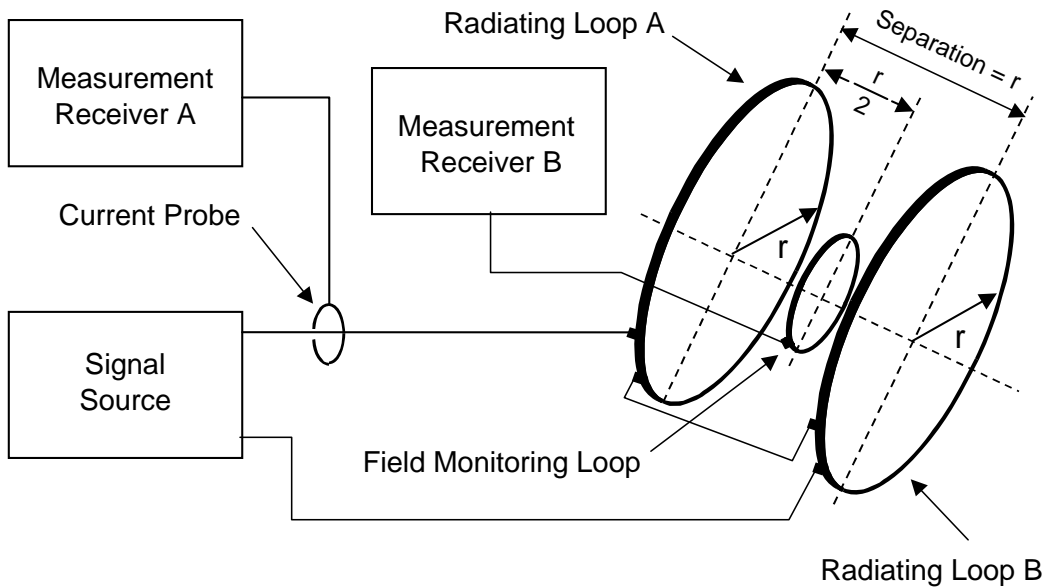 Radiating Loop A
Separation = r
r
2
Measurement
Receiver A
Measurement
Receiver B
Current Probe
r
r
Signal
Source
Field Monitoring Loop
Radiating Loop B